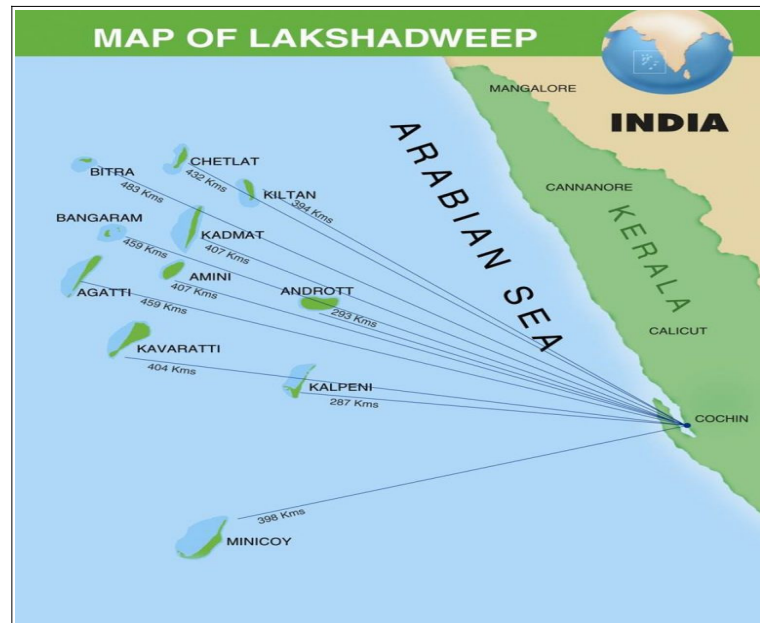 MAP OF LAKSHADWEEP
INDIA
MANGALORE
CANNANORE
KERALA
CALICUT
COCHIN
ARABIAN SEA
BITRA
483 Kms
CHETLAT
432 Kms
KILTAN
394 Kms
BANGARAM
459 Kms
KADMAT
407 Kms
AGATTI
459 Kms
AMINI
407 Kms
ANDROTT
293 Kms
KAVARATTI
404 Kms
KALPENI
287 Kms
398 Kms
MINICOY